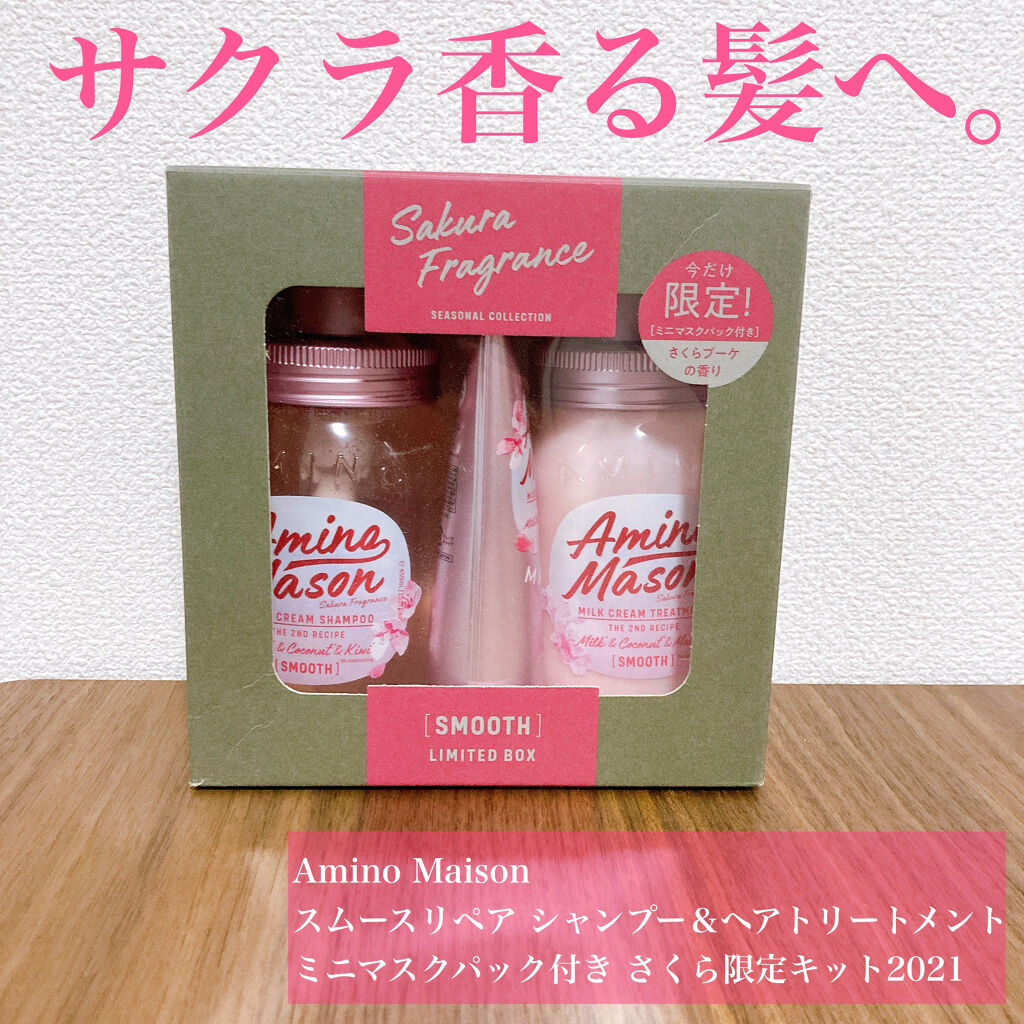 サクラ香る髪へ。
Sakura
Fragrance
SEASONAL COLLECTION
今だけ
限定!
[ミニマスクパック付き]
さくらブーケ
の香り
Amino
Mason
Sakura Fragrance
CREAM SHAMPOO
THE 2ND RECIPE
& Coconut & Kiwi
[SMOOTH]
Amino
Mason
Sakura Fragrance
MILK CREAM TREATM
THE 2ND RECIPE
Milk & Coconut & M
[SMOOTH]
[SMOOTH]
LIMITED BOX
Amino Maison
スムースリペア シャンプー＆ヘアトリートメント
ミニマスクパック付き さくら限定キット2021